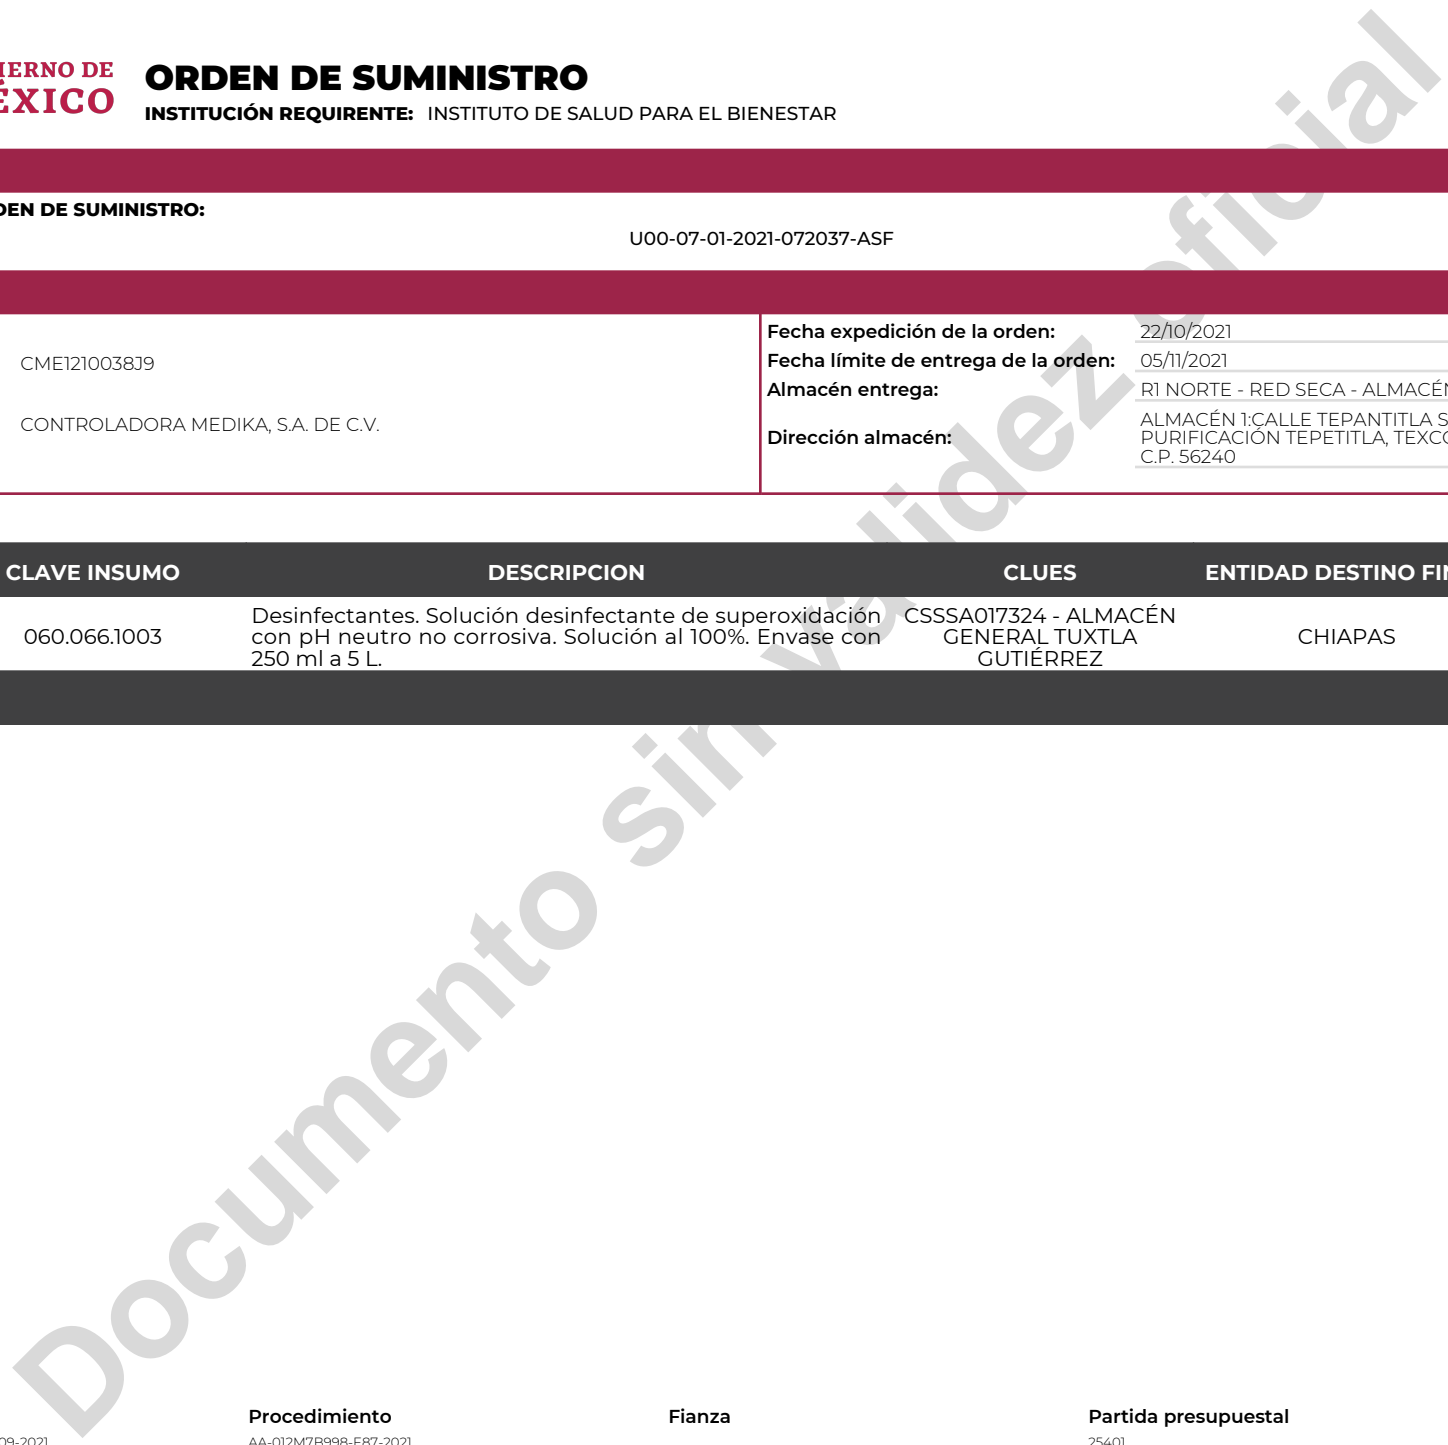 ORDEN DE SUMINISTRO
INSTITUCIÓN REQUIRENTE: INSTITUTO DE SALUD PARA EL BIENESTAR
DE
DE SUMINISTRO:
U00-07-01-2021-072037-ASF
CME1210038J9
CONTROLADORA MEDIKA, S.A. DE C.V.
Fecha expedición de la orden: 22/10/2021
Fecha límite de entrega de la orden: 05/11/2021
Almacén entrega: R1 NORTE - RED SECA - ALMACÉN
Dirección almacén: ALMACÉN 1:CALLE TEPANTITLA
PURIFICACIÓN TEPETITLA,
C.P. 56240
CLAVE INSUMO DESCRIPCION CLUES ENTIDAD DESTINO
060.066.1003
Desinfectantes. Solución desinfectante de superoxidación
con pH neutro no corrosiva. Solución al 100%. Envase con
250 ml a 5 L.
CSSSA017324 - ALMACÉN
GENERAL TUXTLA
GUTIÉRREZ
CHIAPAS
Documento sin validez oficial
Procedimiento Fianza Partida presupuestal
AA-012M7B998-E87-2021 25401